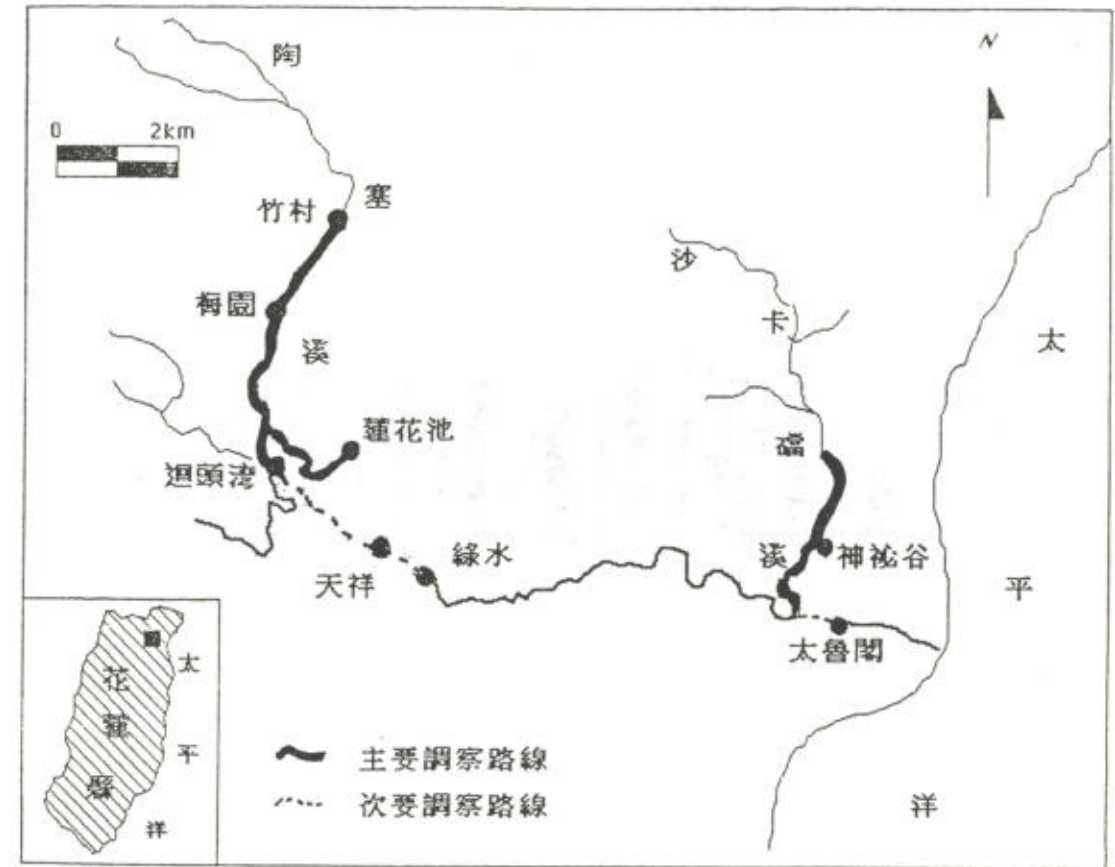 N
0 2km
陶
塞
溪
竹村
梅園
蓮花池
迴頭湾
天祥
綠水
沙
卡
礑
溪
神祕谷
太魯閣
太
平
洋
花
蓮
縣
太
平
洋
主要調察路線
次要調察路線